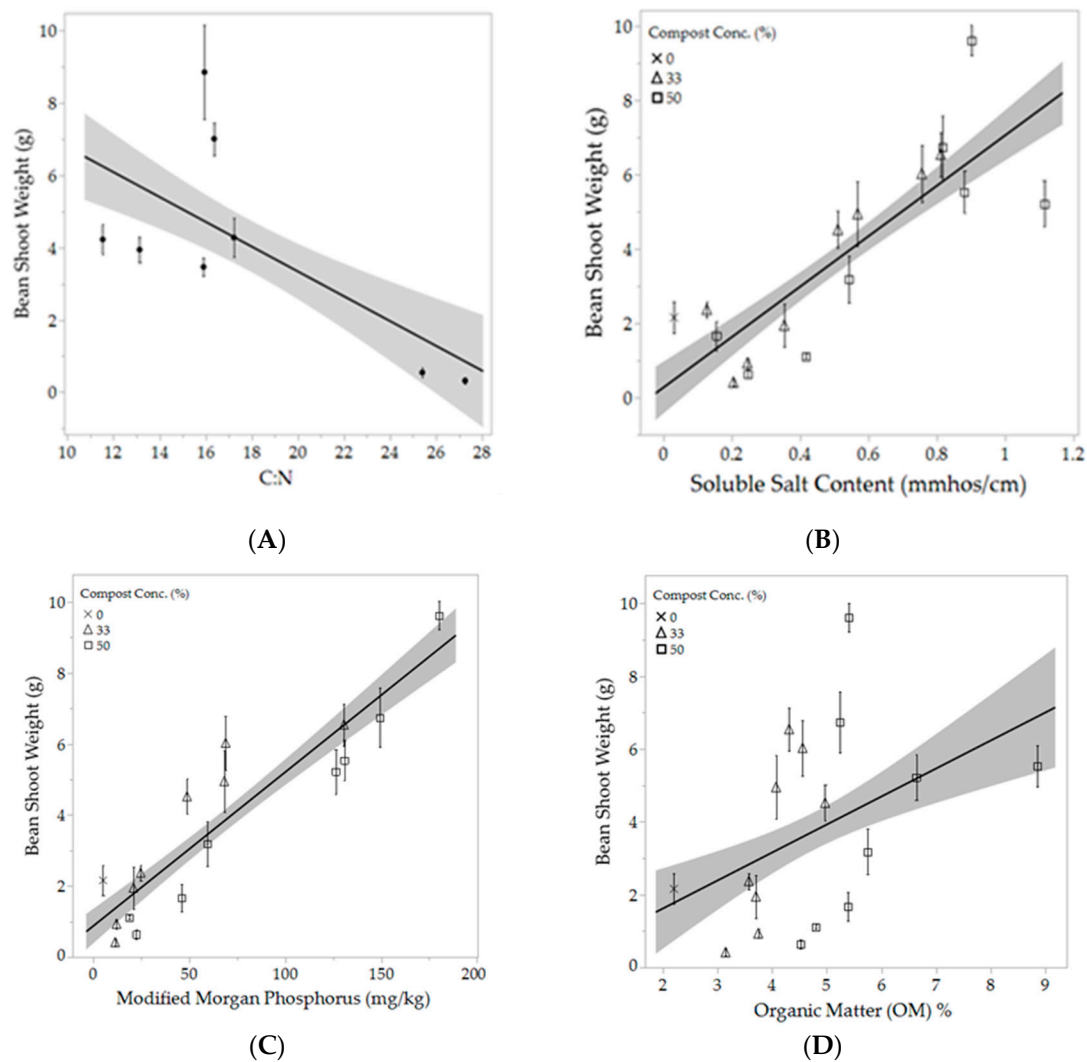 10
8
6
4
2
0
Bean Shoot Weight (g)
10 12 14 16 18 20 22 24 26 28
C:N
(A)
10
8
6
4
2
0
Bean Shoot Weight (g)
Compost Conc. (%)
0
33
50
0 0.2 0.4 0.6 0.8 1 1.2
Soluble Salt Content (mmhos/cm)
(B)
10
8
6
4
2
0
Bean Shoot Weight (g)
Compost Conc. (%)
0
33
50
0 50 100 150 200
Modified Morgan Phosphorus (mg/kg)
(C)
10
8
6
4
2
0
Bean Shoot Weight (g)
Compost Conc. (%)
0
33
50
2 3 4 5 6 7 8 9
Organic Matter (OM) %
(D)